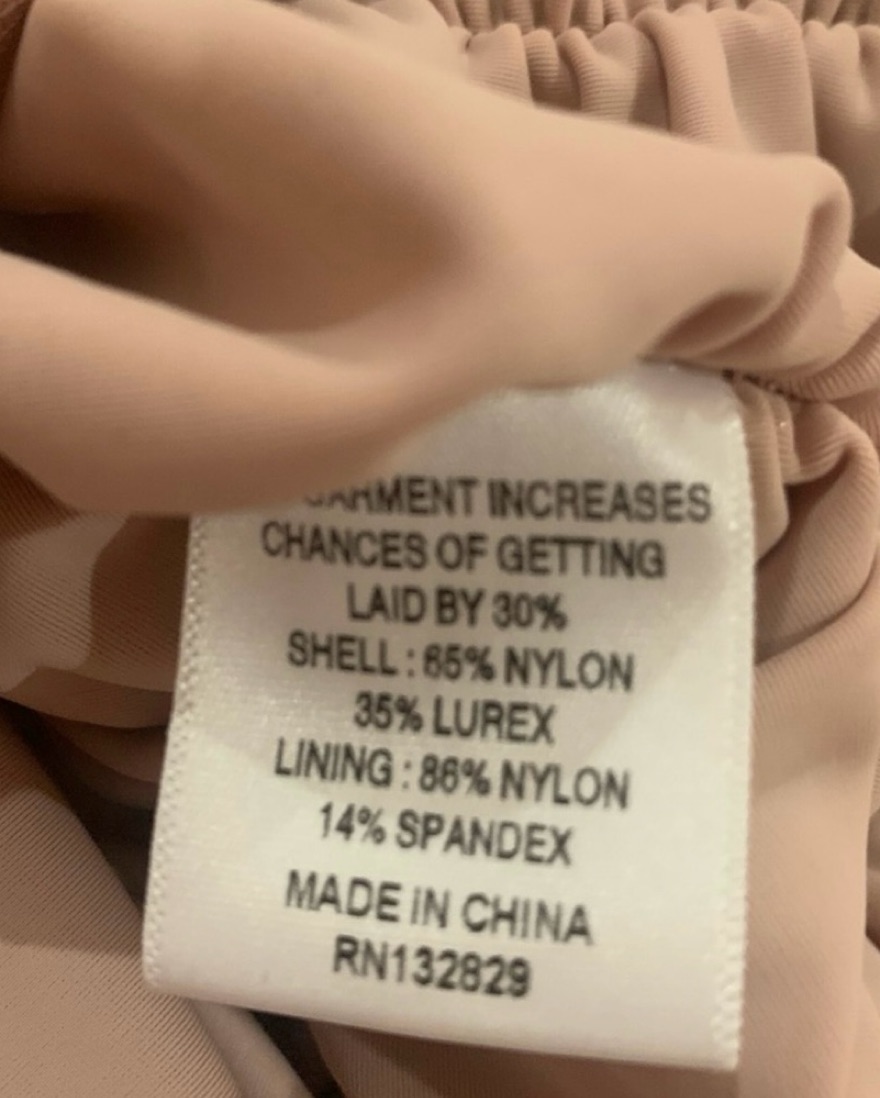 GARMENT INCREASES
CHANCES OF GETTING
LAID BY 30%
SHELL : 65% NYLON
35% LUREX
LINING : 86% NYLON
14% SPANDEX
MADE IN CHINA
RN132829